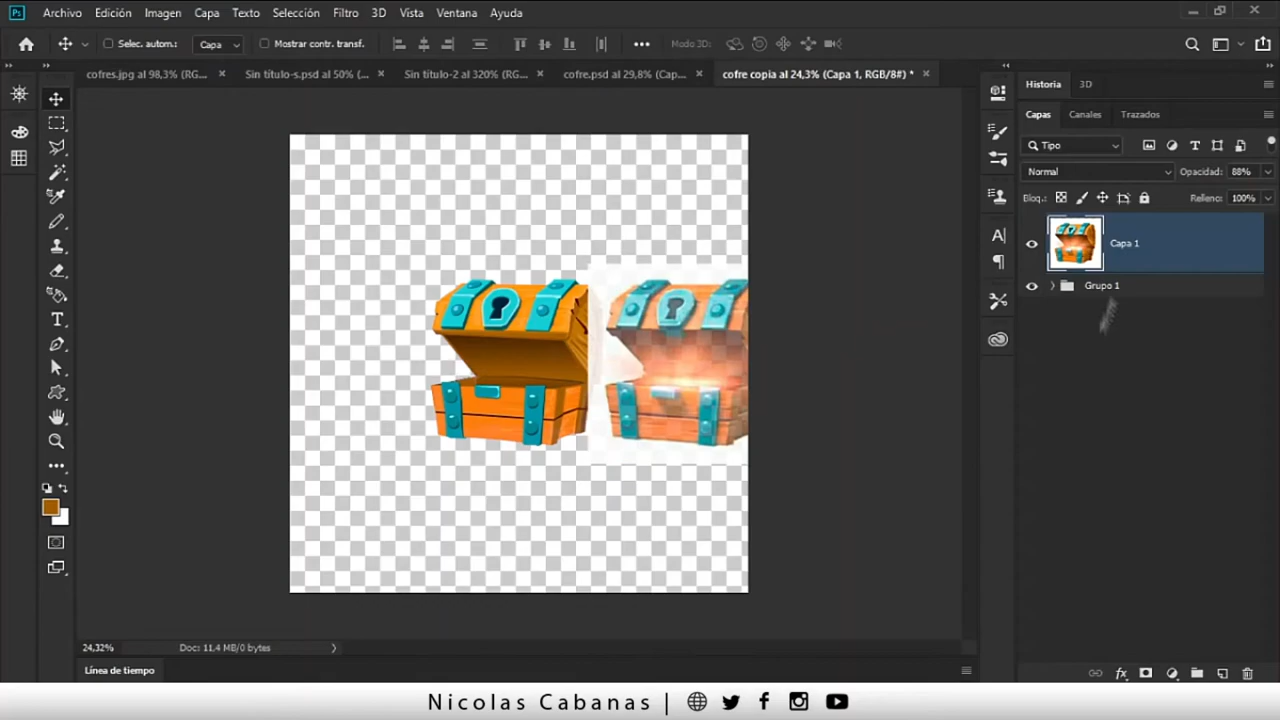 Ps Archivo Edición Imagen Capa Texto Selección Filtro 3D Vista Ventana Ayuda
Selec. autom.: Capa Mostrar contr. transf. Modo 3D:
cofres.jpg al 98,3% (RG... Sin título-s.psd al 50% (... Sin título-2 al 320% (RG... cofre.psd al 29,8% (Cap... cofre copia al 24,3% (Capa 1, RGB/8#) *
Historia 3D
Capas Canales Trazados
Tipo
Normal Opacidad: 88%
Bloq.: Relleno: 100%
Capa 1
Grupo 1
24,32% Doc: 11,4 MB/0 bytes
Línea de tiempo
Nicolas Cabanas |